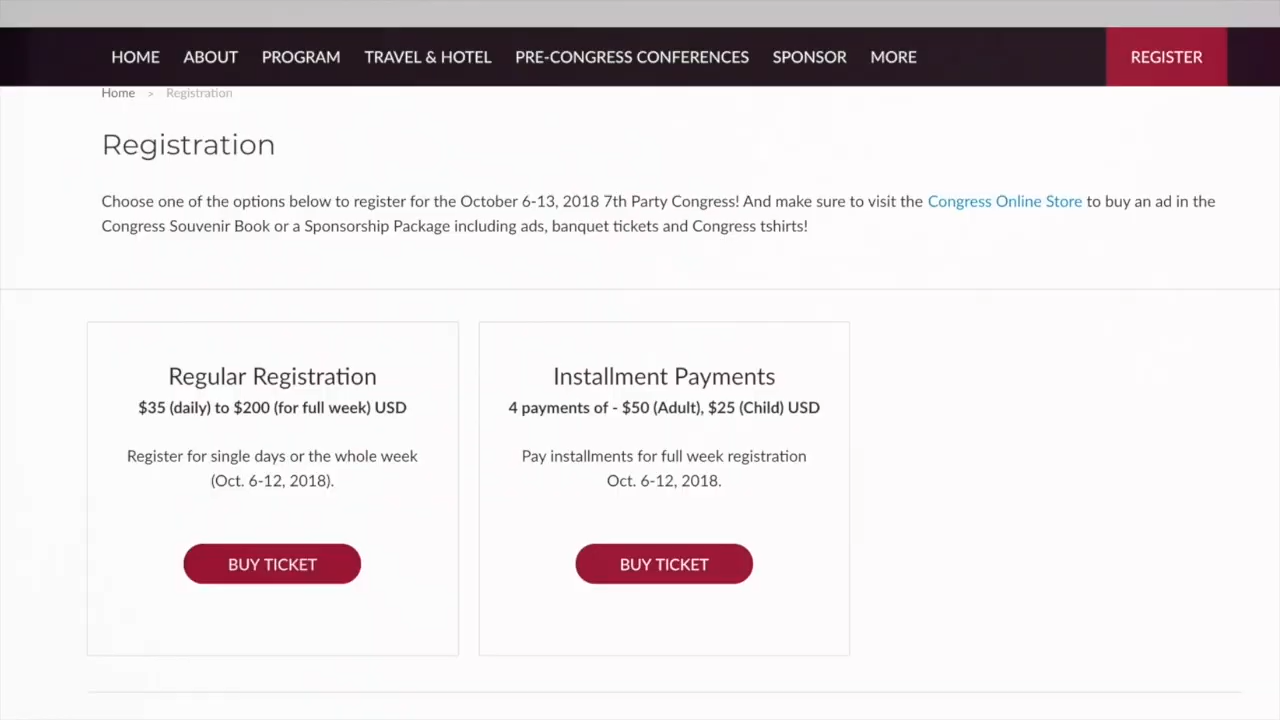 HOME ABOUT PROGRAM TRAVEL & HOTEL PRE-CONGRESS CONFERENCES SPONSOR MORE REGISTER
Home > Registration
Registration
Choose one of the options below to register for the October 6-13, 2018 7th Party Congress! And make sure to visit the Congress Online Store to buy an ad in the
Congress Souvenir Book or a Sponsorship Package including ads, banquet tickets and Congress tshirts!
Regular Registration
$35 (daily) to $200 (for full week) USD
Register for single days or the whole week
(Oct. 6-12, 2018).
BUY TICKET
Installment Payments
4 payments of - $50 (Adult), $25 (Child) USD
Pay installments for full week registration
Oct. 6-12, 2018.
BUY TICKET